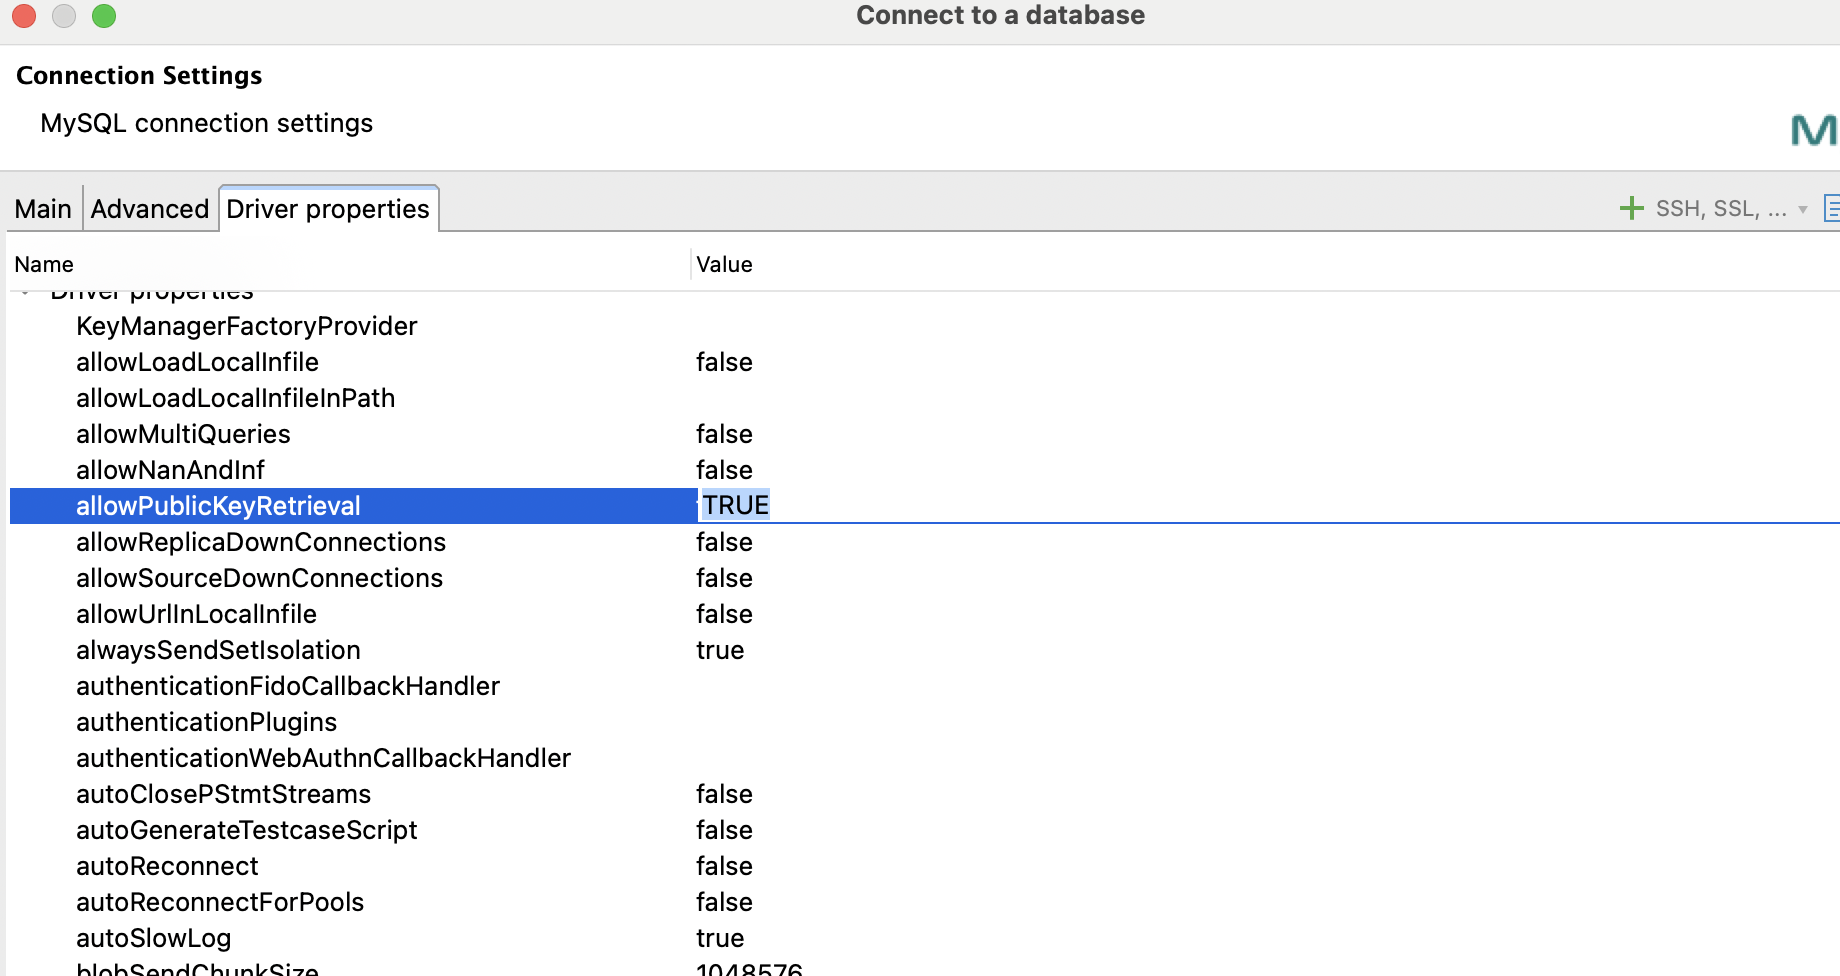 Connect to a database
Connection Settings
MySQL connection settings
Main Advanced Driver properties SSH, SSL, ...
Name Value
Driver properties
KeyManagerFactoryProvider
allowLoadLocalInfile false
allowLoadLocalInfileInPath
allowMultiQueries false
allowNanAndInf false
allowPublicKeyRetrieval TRUE
allowReplicaDownConnections false
allowSourceDownConnections false
allowUrlInLocalInfile false
alwaysSendSetIsolation true
authenticationFidoCallbackHandler
authenticationPlugins
authenticationWebAuthnCallbackHandler
autoClosePStmtStreams false
autoGenerateTestcaseScript false
autoReconnect false
autoReconnectForPools false
autoSlowLog true
blobSendChunkSize 1048576